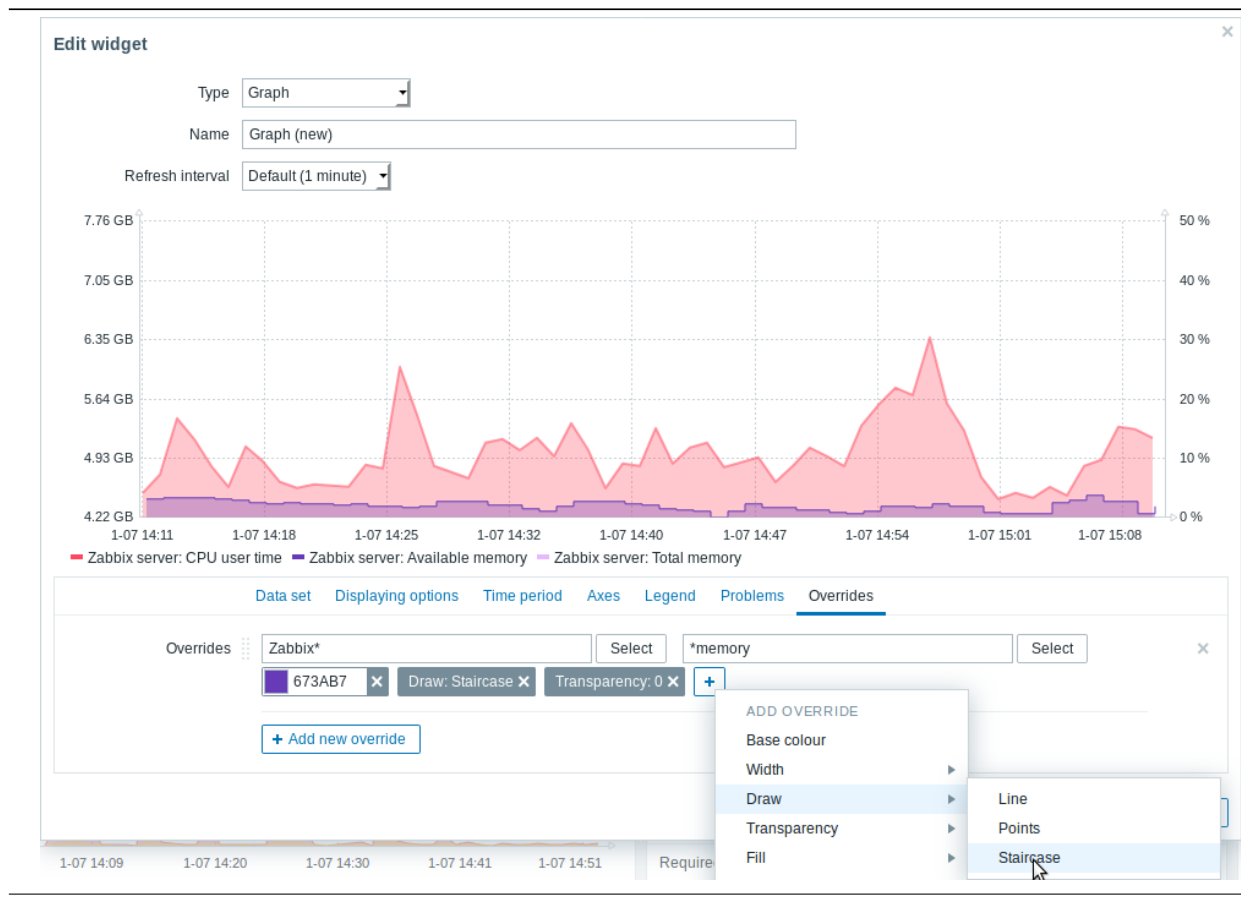 Edit widget ×
Type Graph
Name Graph (new)
Refresh interval Default (1 minute)
7.76 GB 50 %
7.05 GB 40 %
6.35 GB 30 %
5.64 GB 20 %
4.93 GB 10 %
4.22 GB 0 %
1-07 14:11 1-07 14:18 1-07 14:25 1-07 14:32 1-07 14:40 1-07 14:47 1-07 14:54 1-07 15:01 1-07 15:08
Zabbix server: CPU user time Zabbix server: Available memory Zabbix server: Total memory
Data set Displaying options Time period Axes Legend Problems Overrides
Overrides Zabbix* Select *memory Select ×
673AB7 × Draw: Staircase × Transparency: 0 × +
ADD OVERRIDE
+ Add new override
Base colour
Width
Draw
Line
Transparency
Points
Fill
Staircase
1-07 14:09 1-07 14:20 1-07 14:30 1-07 14:41 1-07 14:51 Require